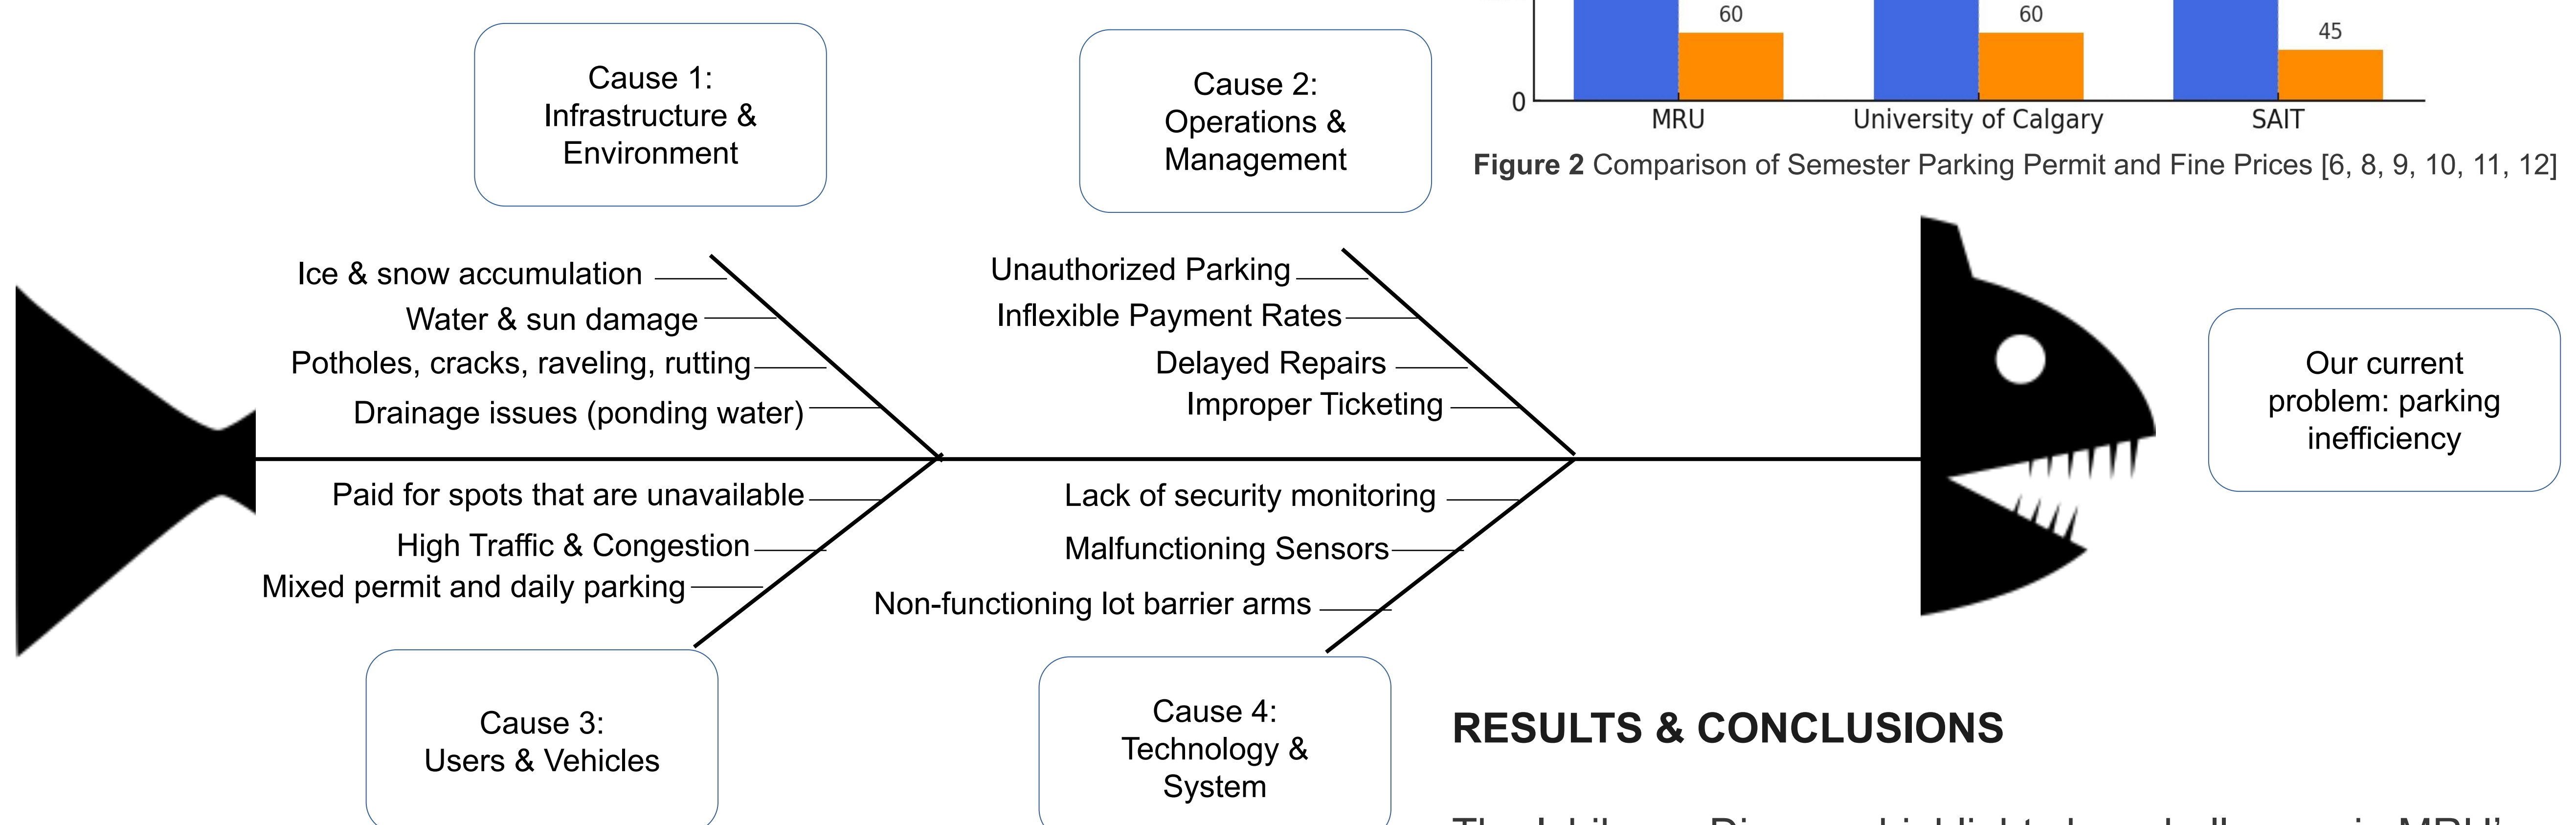 Cause 1:
Infrastructure &
Environment
Cause 2:
Operations &
Management
60
60
45
0
MRU
University of Calgary
SAIT
Figure 2 Comparison of Semester Parking Permit and Fine Prices [6, 8, 9, 10, 11, 12]
Ice & snow accumulation
Water & sun damage
Potholes, cracks, raveling, rutting
Drainage issues (ponding water)
Unauthorized Parking
Inflexible Payment Rates
Delayed Repairs
Improper Ticketing
Our current
problem: parking
inefficiency
Paid for spots that are unavailable
High Traffic & Congestion
Mixed permit and daily parking
Lack of security monitoring
Malfunctioning Sensors
Non-functioning lot barrier arms
Cause 3:
Users & Vehicles
Cause 4:
Technology &
System
RESULTS & CONCLUSIONS